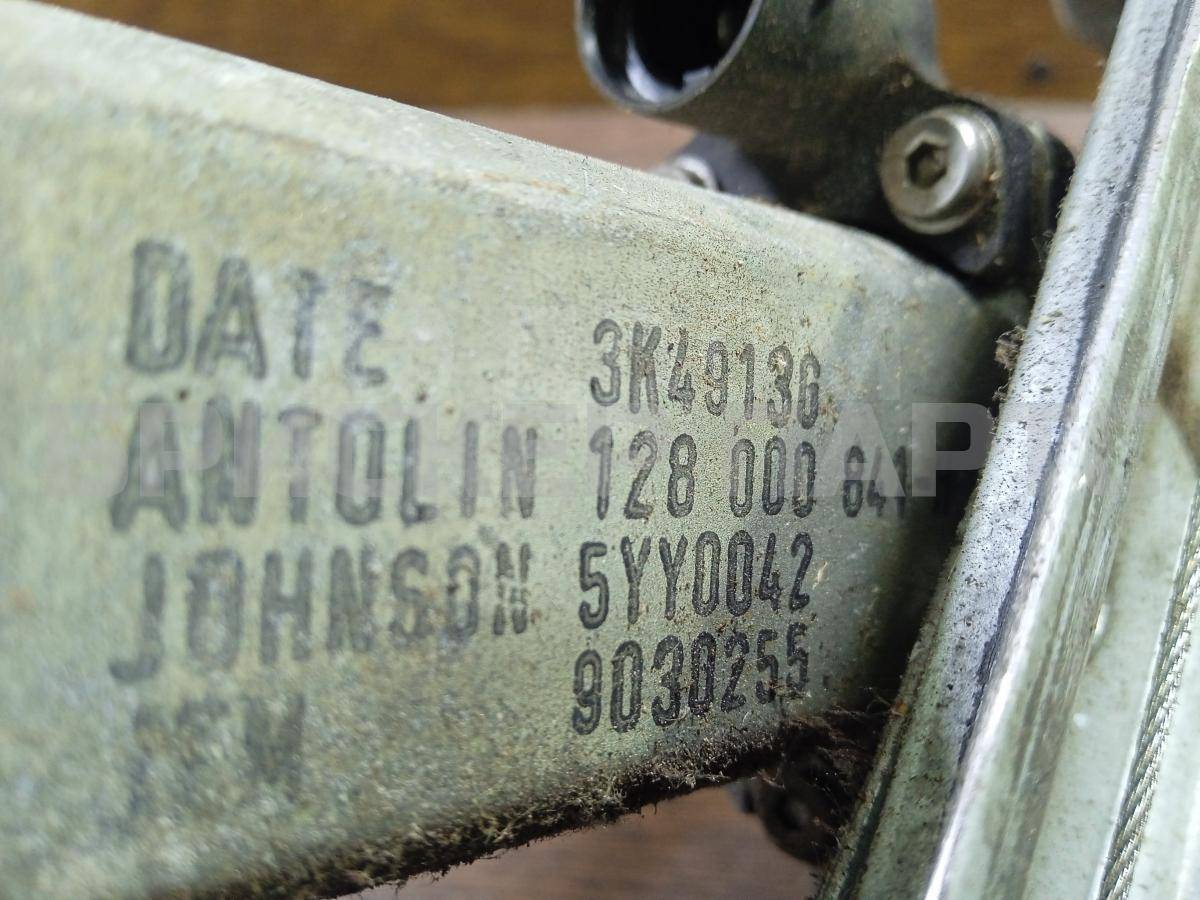 DATE 3K49136
ANTOLIN 128 000 841
JOHNSON 5YY0042
9030255